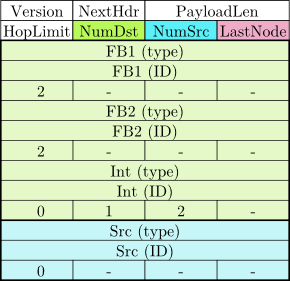 Version NextHdr PayloadLen
HopLimit NumDst NumSrc LastNode
FB1 (type)
FB1 (ID)
2 - - -
FB2 (type)
FB2 (ID)
2 - - -
Int (type)
Int (ID)
0 1 2 -
Src (type)
Src (ID)
0 - - -